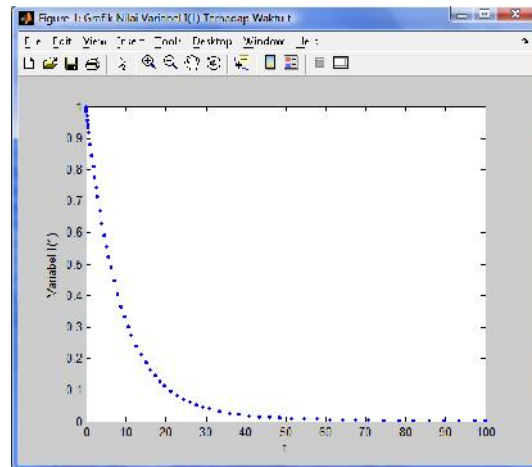 Figure 1: Grafik Nilai Variabel I(t) Terhadap Waktu t
Edit View Insert Tools Desktop Window
1
0.9
0.8
0.7
0.6
0.5
0.4
0.3
0.2
0.1
0
Variabel I(t)
0 10 20 30 40 50 60 70 80 90 100